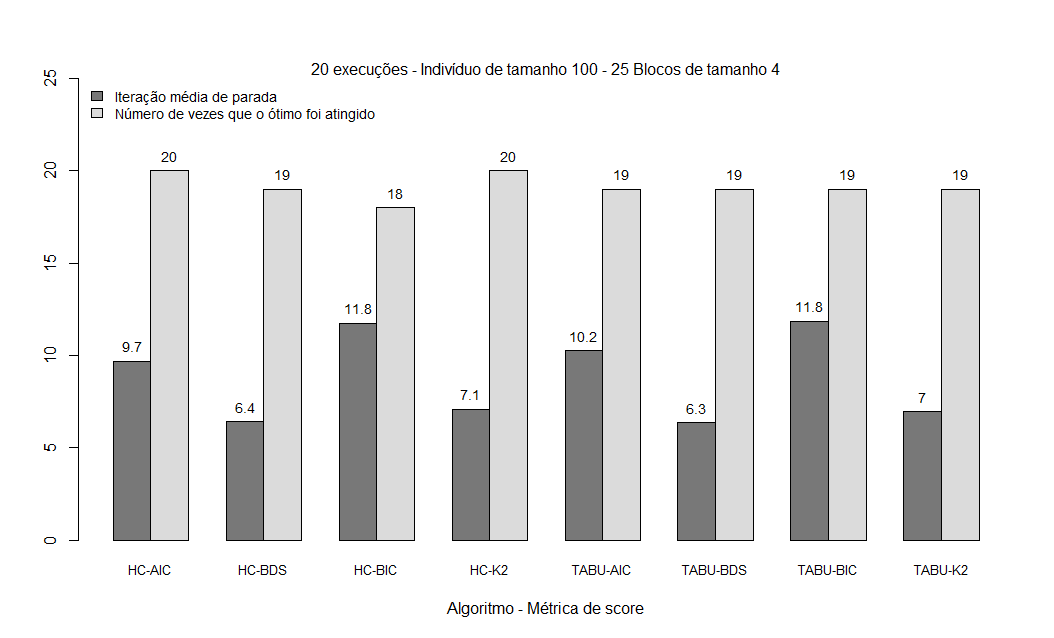 20 execuções - Indivíduo de tamanho 100 - 25 Blocos de tamanho 4
Iteração média de parada
Número de vezes que o ótimo foi atingido
25
20
15
10
5
0
9.7
20
6.4
19
11.8
18
7.1
20
10.2
19
6.3
19
11.8
19
7
19
HC-AIC
HC-BDS
HC-BIC
HC-K2
TABU-AIC
TABU-BDS
TABU-BIC
TABU-K2
Algoritmo - Métrica de score